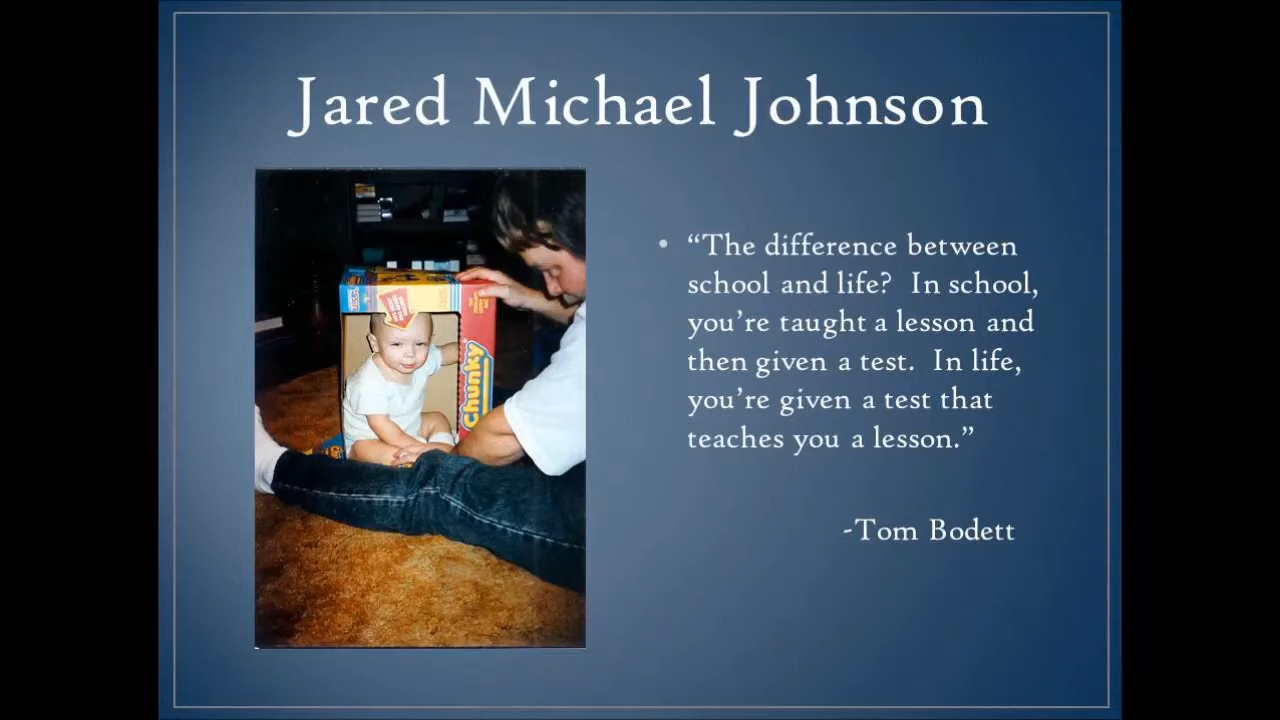 Jared Michael Johnson
• “The difference between
school and life?  In school,
you’re taught a lesson and
then given a test.  In life,
you’re given a test that
teaches you a lesson.”
-Tom Bodett
Chunky